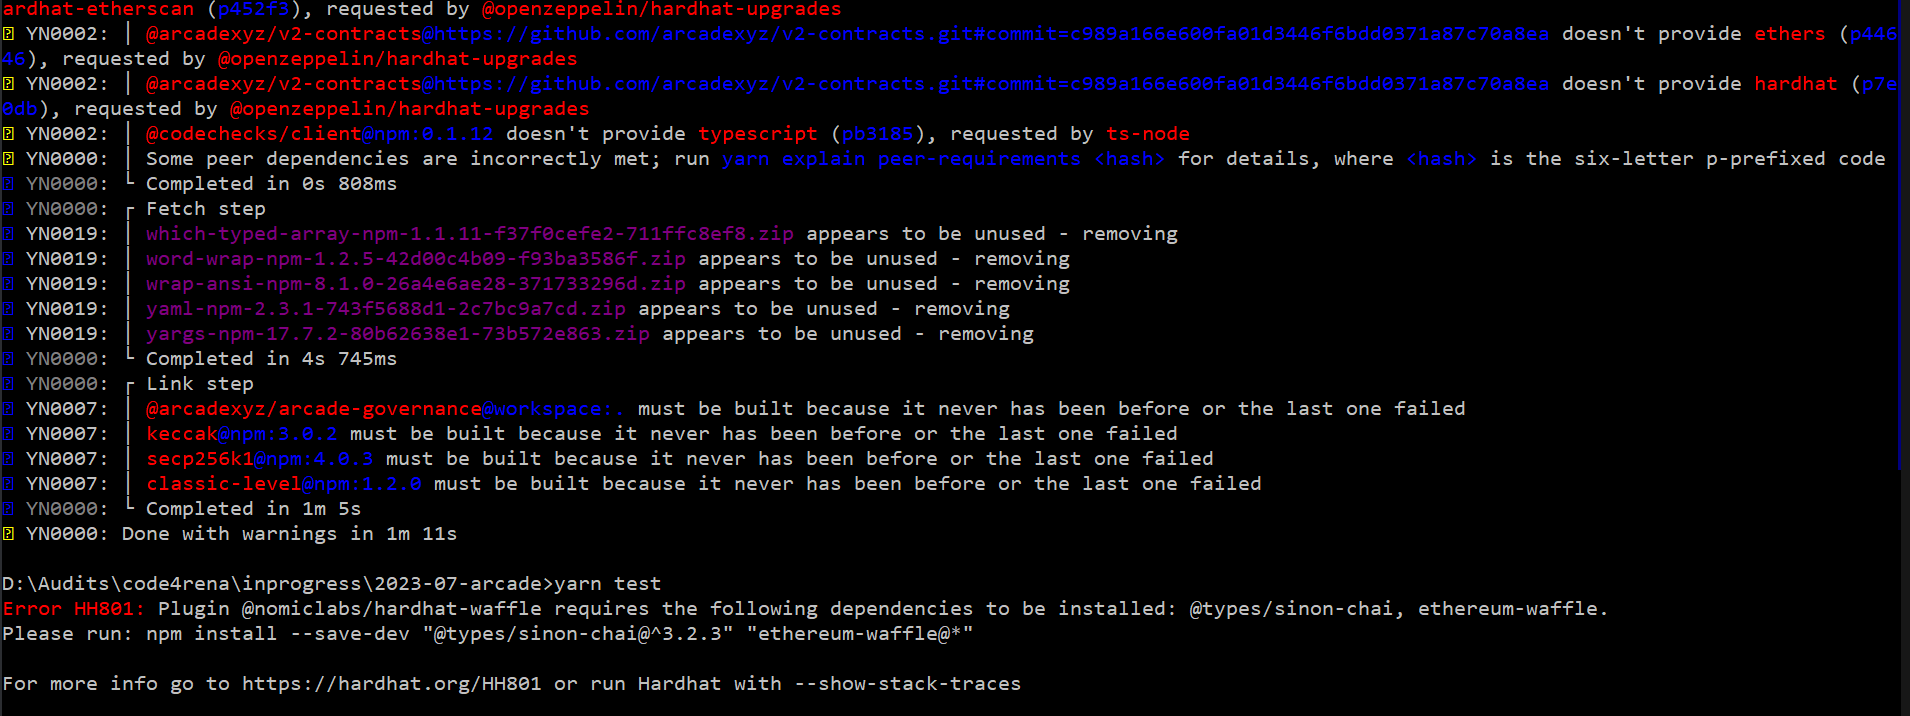 ardhat-etherscan (p452f3), requested by @openzeppelin/hardhat-upgrades
YN0002: │ @arcadexyz/v2-contracts@https://github.com/arcadexyz/v2-contracts.git#commit=c989a166e600fa01d3446f6bdd0371a87c70a8ea doesn't provide ethers (p446
46), requested by @openzeppelin/hardhat-upgrades
YN0002: │ @arcadexyz/v2-contracts@https://github.com/arcadexyz/v2-contracts.git#commit=c989a166e600fa01d3446f6bdd0371a87c70a8ea doesn't provide hardhat (p7e
0db), requested by @openzeppelin/hardhat-upgrades
YN0002: │ @codechecks/client@npm:0.1.12 doesn't provide typescript (pb3185), requested by ts-node
YN0000: │ Some peer dependencies are incorrectly met; run yarn explain peer-requirements <hash> for details, where <hash> is the six-letter p-prefixed code
YN0000: └ Completed in 0s 808ms
YN0000: ┌ Fetch step
YN0019: │ which-typed-array-npm-1.1.11-f37f0cefe2-711ffc8ef8.zip appears to be unused - removing
YN0019: │ word-wrap-npm-1.2.5-42d00c4b09-f93ba3586f.zip appears to be unused - removing
YN0019: │ wrap-ansi-npm-8.1.0-26a4e6ae28-371733296d.zip appears to be unused - removing
YN0019: │ yaml-npm-2.3.1-743f5688d1-2c7bc9a7cd.zip appears to be unused - removing
YN0019: │ yargs-npm-17.7.2-80b62638e1-73b572e863.zip appears to be unused - removing
YN0000: └ Completed in 4s 745ms
YN0000: ┌ Link step
YN0007: │ @arcadexyz/arcade-governance@workspace:. must be built because it never has been before or the last one failed
YN0007: │ keccak@npm:3.0.2 must be built because it never has been before or the last one failed
YN0007: │ secp256k1@npm:4.0.3 must be built because it never has been before or the last one failed
YN0007: │ classic-level@npm:1.2.0 must be built because it never has been before or the last one failed
YN0000: └ Completed in 1m 5s
YN0000: Done with warnings in 1m 11s
D:\Audits\code4rena\inprogress\2023-07-arcade>yarn test
Error HH801: Plugin @nomiclabs/hardhat-waffle requires the following dependencies to be installed: @types/sinon-chai, ethereum-waffle.
Please run: npm install --save-dev "@types/sinon-chai@^3.2.3" "ethereum-waffle@*"
For more info go to https://hardhat.org/HH801 or run Hardhat with --show-stack-traces